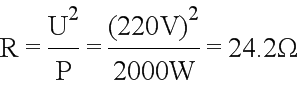 R = U²/P = (220V)²/2000W = 24.2Ω